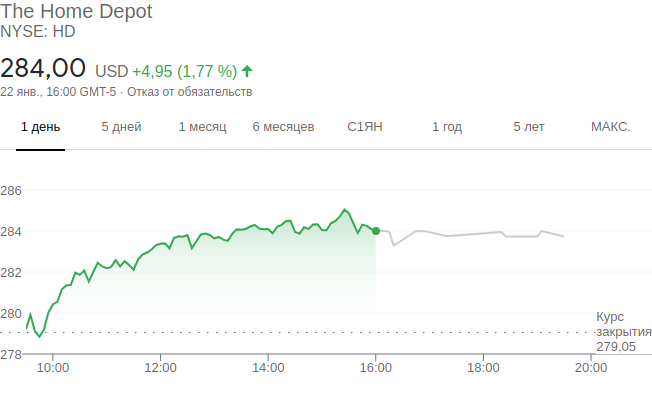 The Home Depot
NYSE: HD
284,00 USD +4,95 (1,77 %)
22 янв., 16:00 GMT-5 · Отказ от обязательств
1 день 5 дней 1 месяц 6 месяцев С1ЯН 1 год 5 лет МАКС.
286
284
282
280
Курс
закрытия
279,05
278
10:00 12:00 14:00 16:00 18:00 20:00